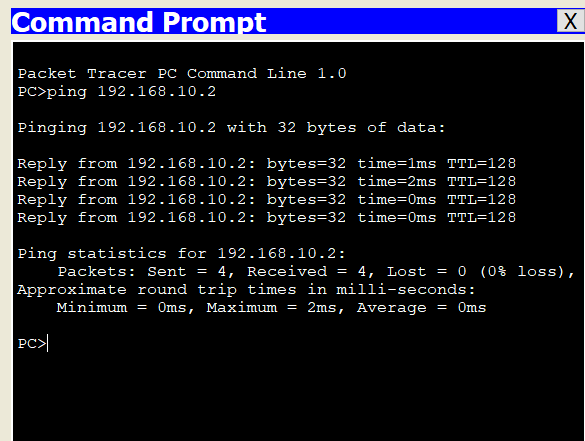 Command Prompt
X
Packet Tracer PC Command Line 1.0
PC>ping 192.168.10.2
Pinging 192.168.10.2 with 32 bytes of data:
Reply from 192.168.10.2: bytes=32 time=1ms TTL=128
Reply from 192.168.10.2: bytes=32 time=2ms TTL=128
Reply from 192.168.10.2: bytes=32 time=0ms TTL=128
Reply from 192.168.10.2: bytes=32 time=0ms TTL=128
Ping statistics for 192.168.10.2:
    Packets: Sent = 4, Received = 4, Lost = 0 (0% loss),
Approximate round trip times in milli-seconds:
    Minimum = 0ms, Maximum = 2ms, Average = 0ms
PC>